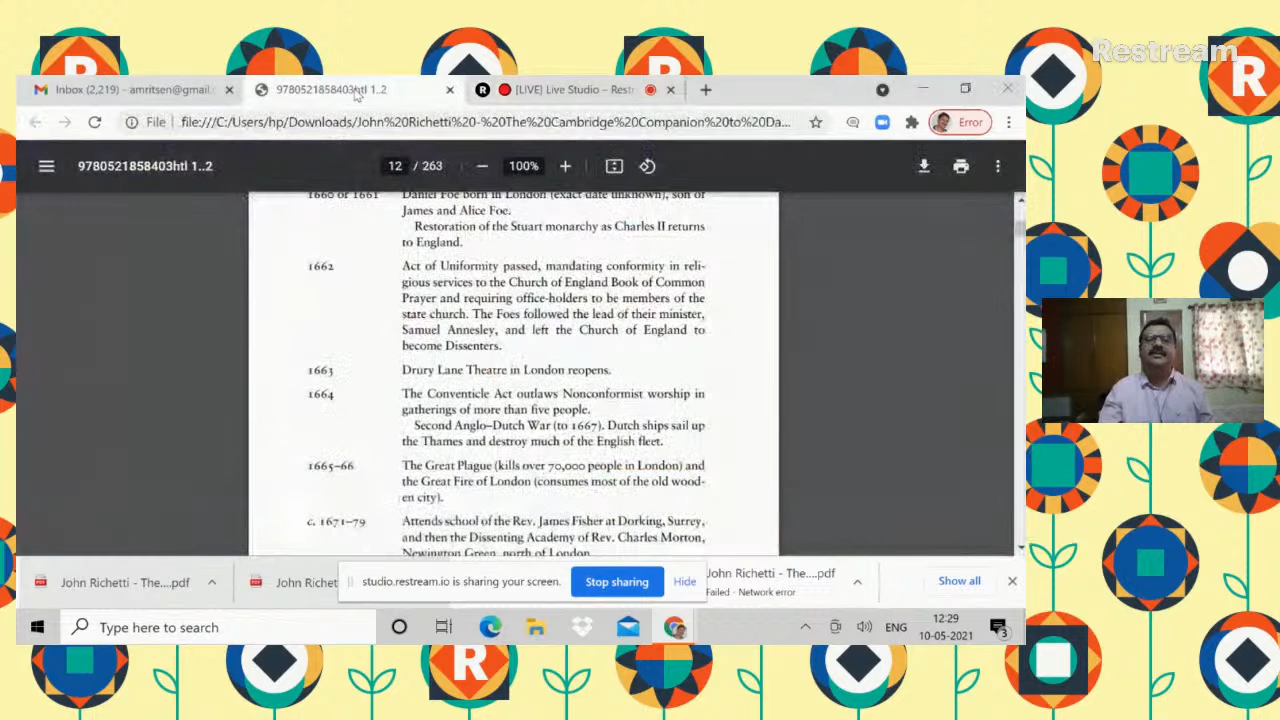 Restream
R
R
R
R
Inbox (2,219) - amritsen@gmail.
9780521858403htl 1..2
[LIVE] Live Studio – Restr
File
file:///C:/Users/hp/Downloads/John%20Richetti%20-%20The%20Cambridge%20Companion%20to%20Da...
Error
9780521858403htl 1..2
12 / 263
100%
1660 or 1661 Daniel Foe born in London (exact date unknown), son of
James and Alice Foe.
Restoration of the Stuart monarchy as Charles II returns
to England.
1662 Act of Uniformity passed, mandating conformity in reli-
gious services to the Church of England Book of Common
Prayer and requiring office-holders to be members of the
state church. The Foes followed the lead of their minister,
Samuel Annesley, and left the Church of England to
become Dissenters.
1663 Drury Lane Theatre in London reopens.
1664 The Conventicle Act outlaws Nonconformist worship in
gatherings of more than five people.
Second Anglo–Dutch War (to 1667). Dutch ships sail up
the Thames and destroy much of the English fleet.
1665–66 The Great Plague (kills over 70,000 people in London) and
the Great Fire of London (consumes most of the old wood-
en city).
c. 1671–79 Attends school of the Rev. James Fisher at Dorking, Surrey,
and then the Dissenting Academy of Rev. Charles Morton,
Newington Green, north of London.
John Richetti - The....pdf
John Richet
studio.restream.io is sharing your screen.
Stop sharing
Hide
John Richetti - The....pdf
Failed - Network error
Show all
Type here to search
ENG
12:29
10-05-2021
3
R